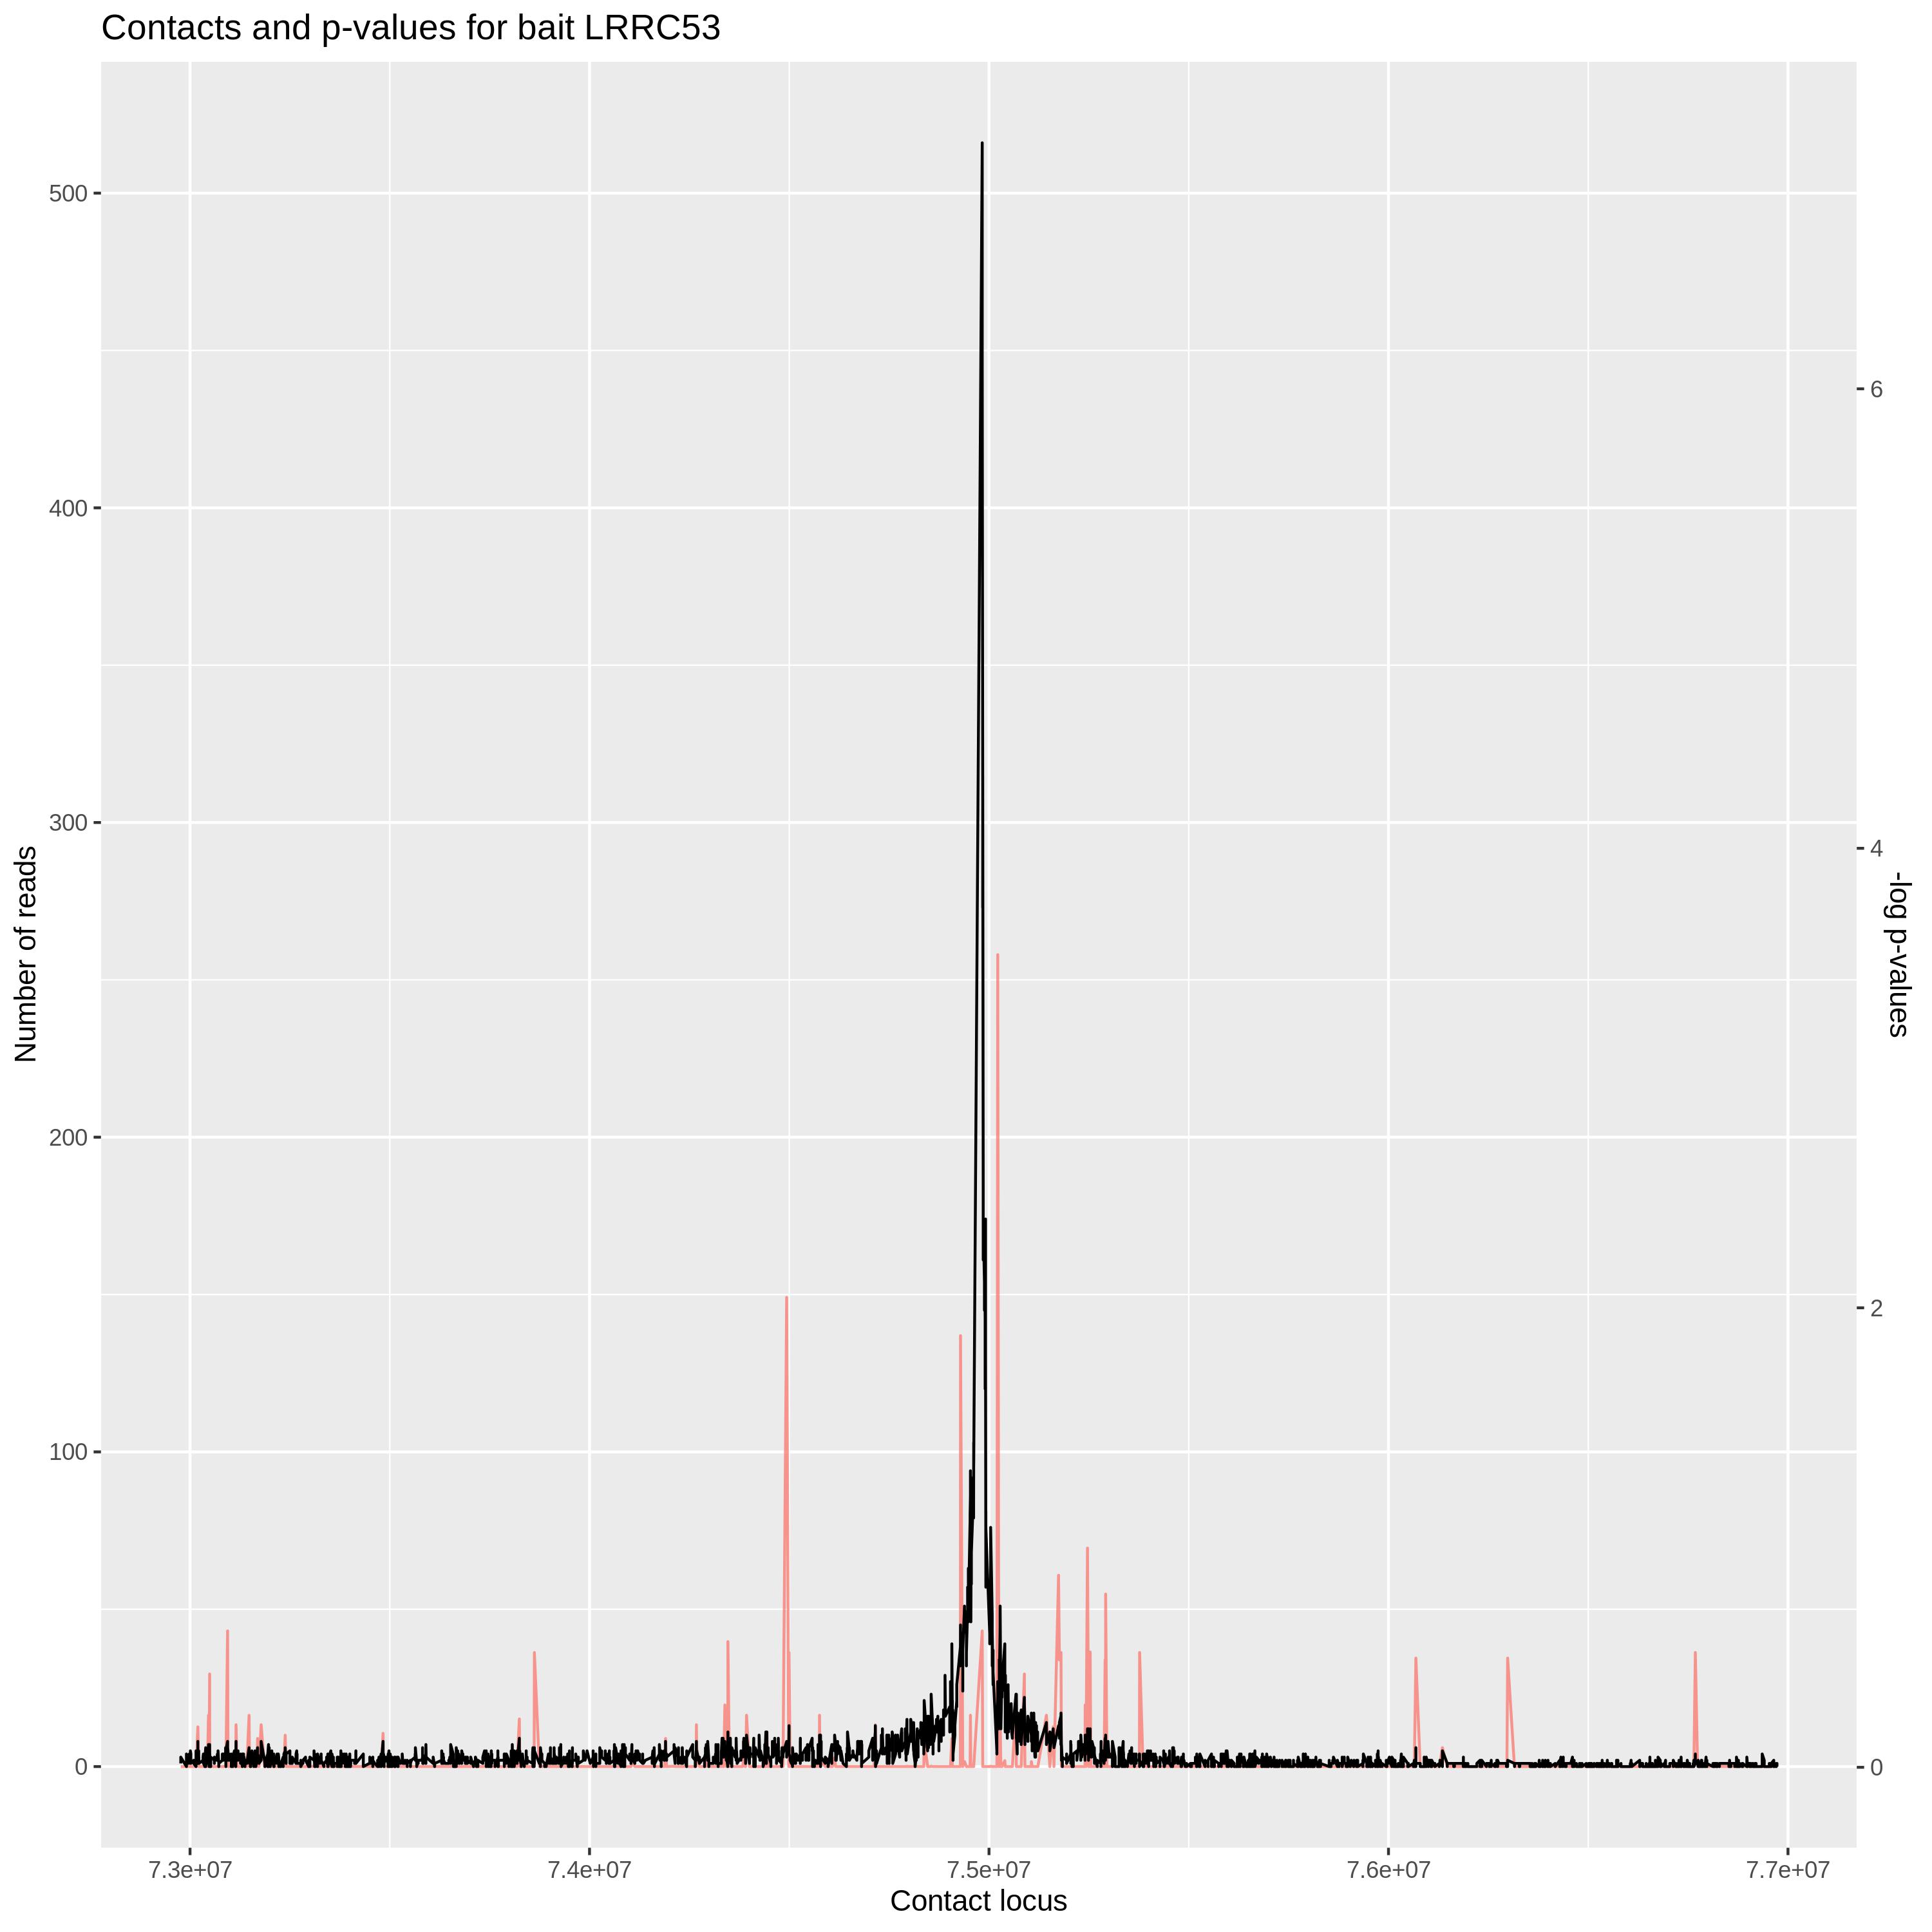 Contacts and p-values for bait LRRC53
500
400
300
200
100
0
Number of reads
6
4
2
0
-log p-values
7.3e+07
7.4e+07
7.5e+07
7.6e+07
7.7e+07
Contact locus